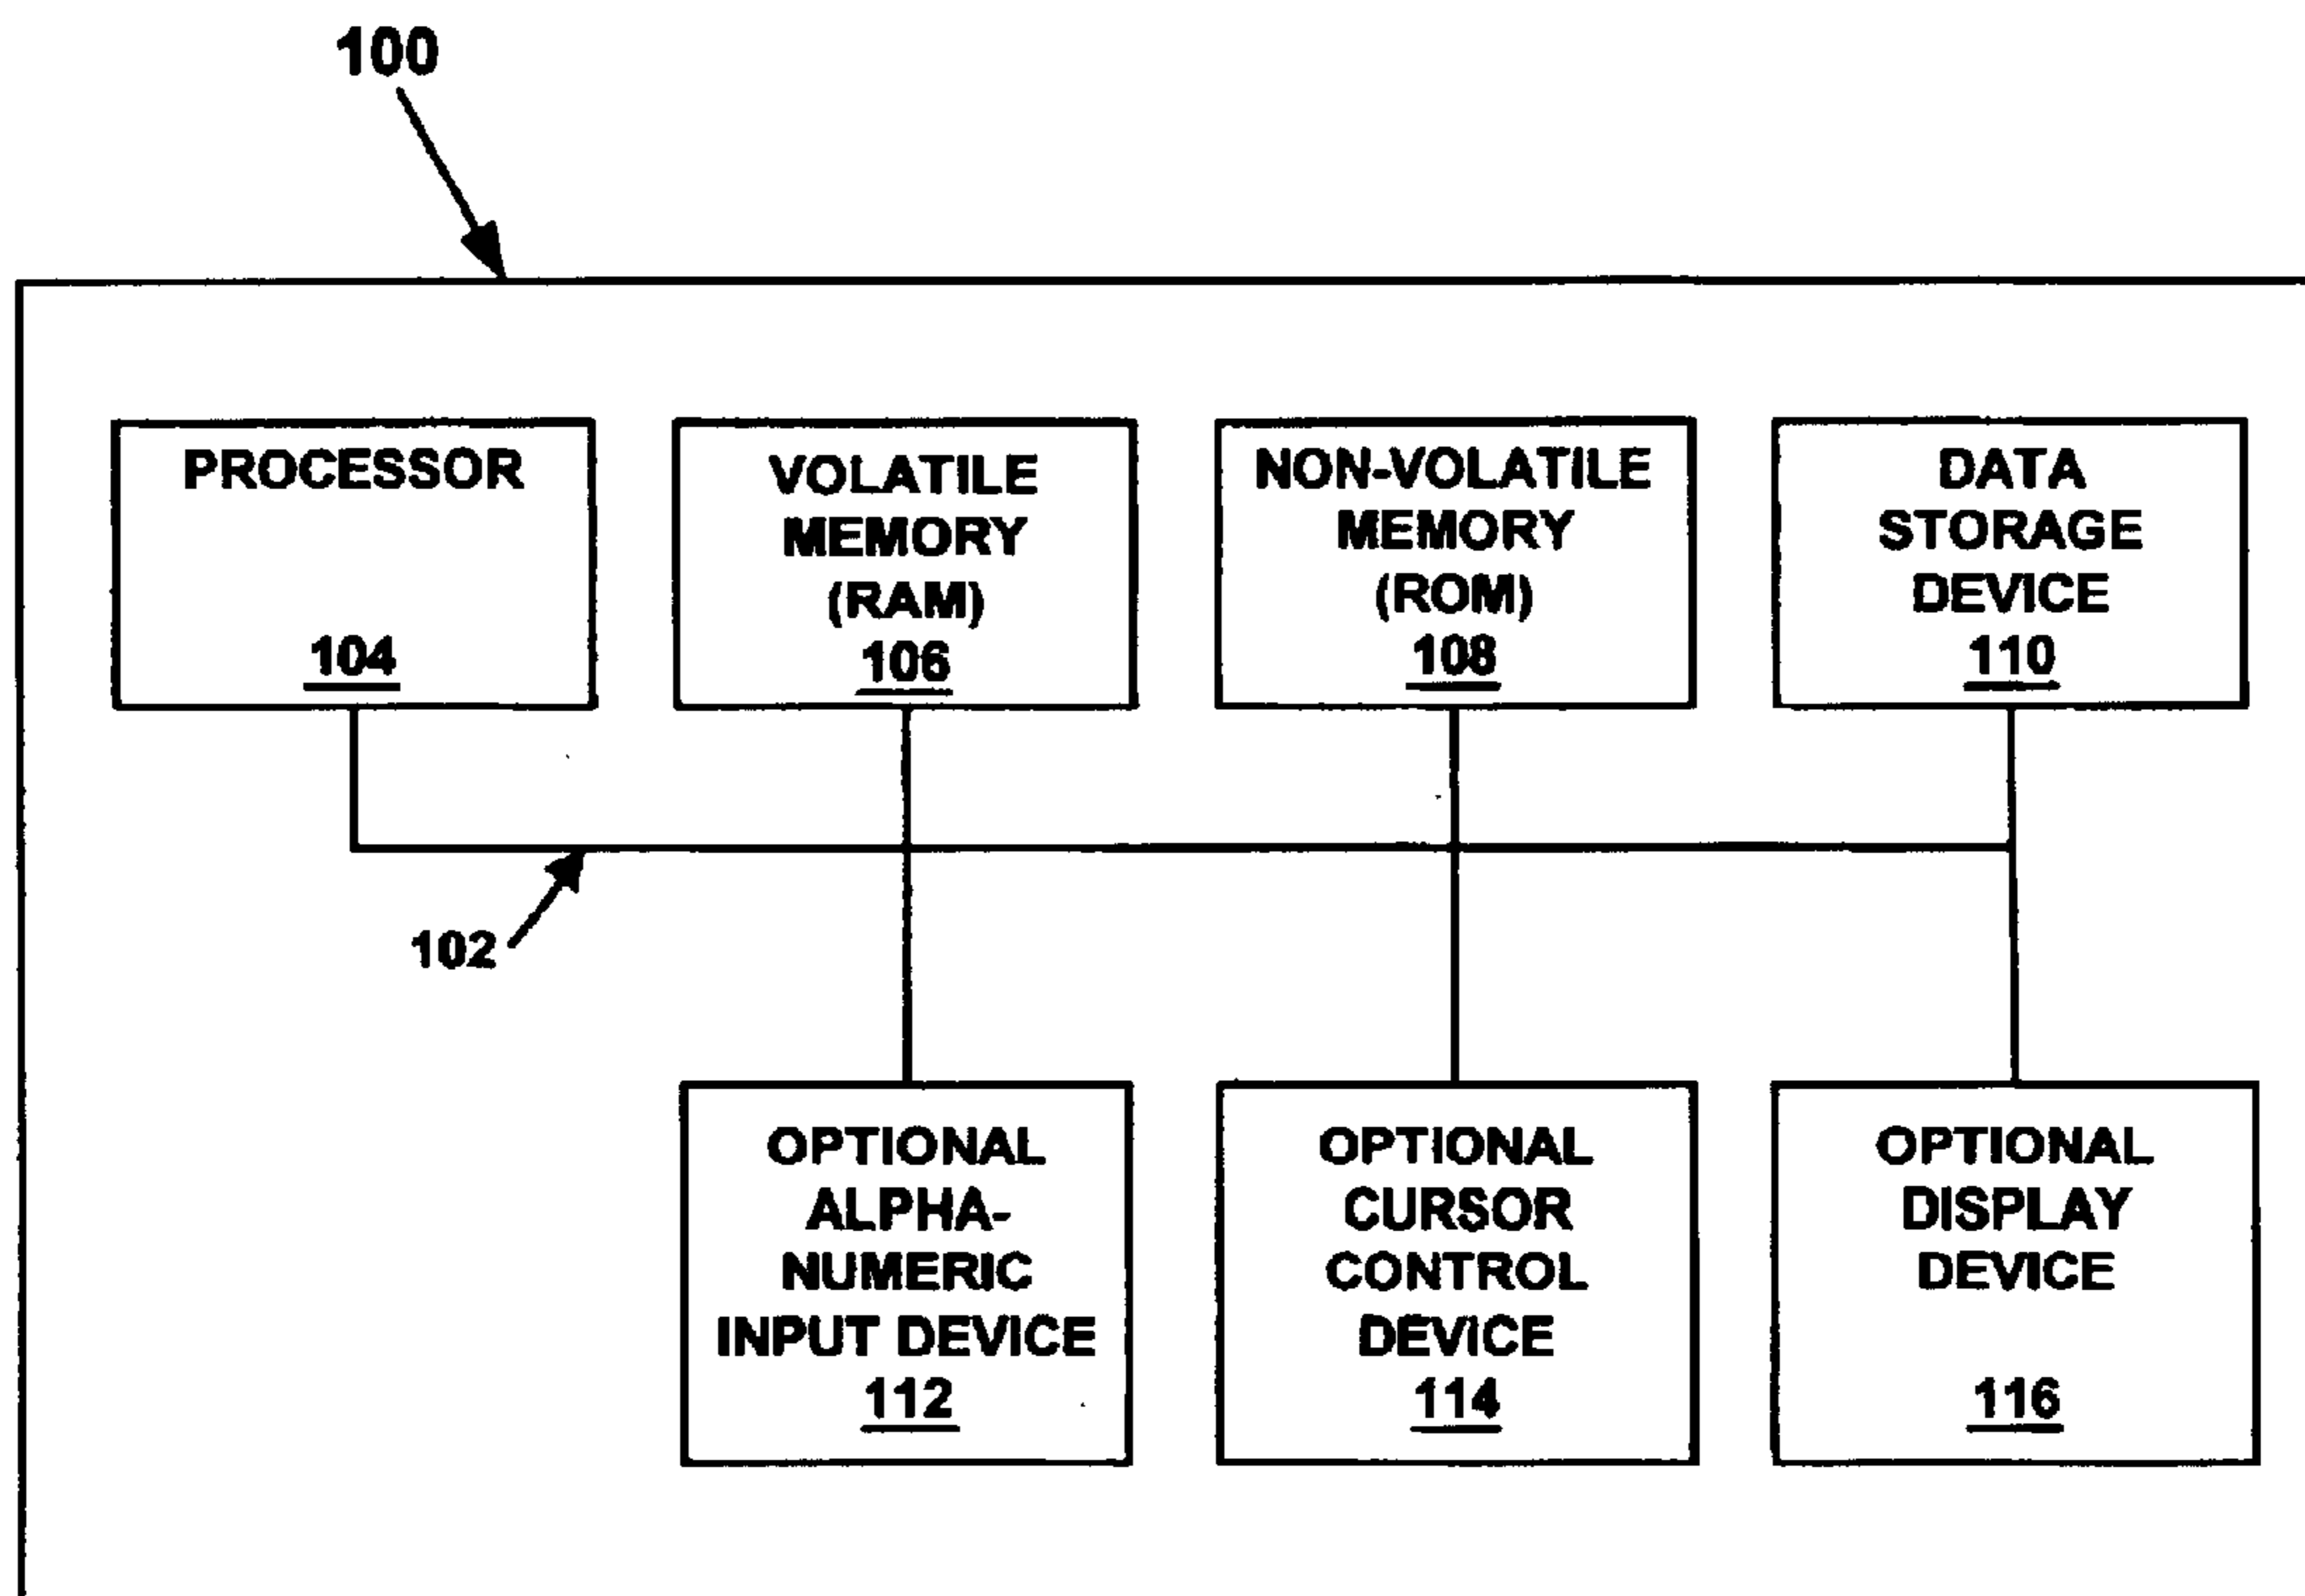 100
PROCESSOR
104
VOLATILE
MEMORY
(RAM)
106
NON-VOLATILE
MEMORY
(ROM)
108
DATA
STORAGE
DEVICE
110
102
OPTIONAL
ALPHA-
NUMERIC
INPUT DEVICE
112
OPTIONAL
CURSOR
CONTROL
DEVICE
114
OPTIONAL
DISPLAY
DEVICE
116